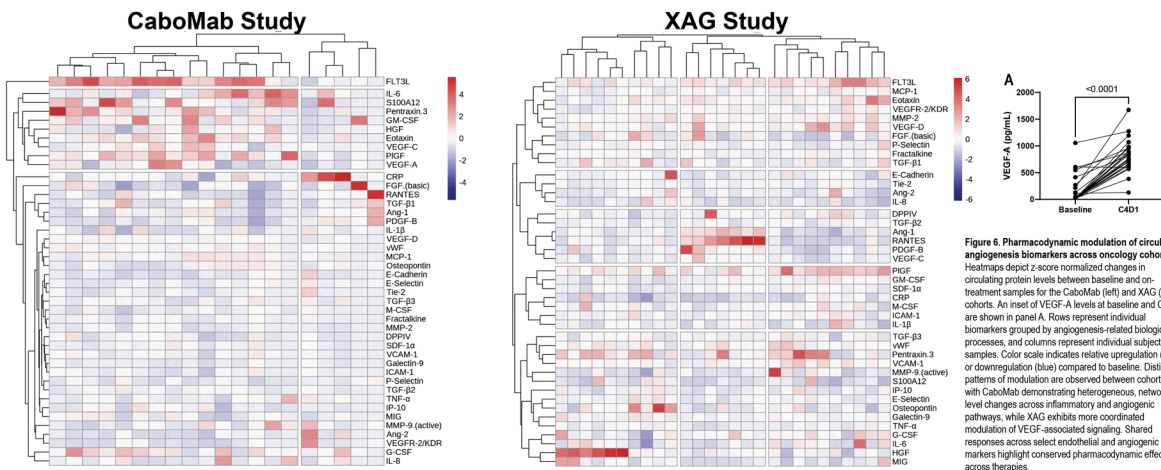 CaboMab Study
FLT3L
IL-6
S100A12
Pentraxin.3
GM-CSF
HGF
Eotaxin
VEGF-C
PlGF
VEGF-A
CRP
FGF.(basic)
RANTES
TGF-β1
Ang-1
PDGF-B
IL-1β
VEGF-D
vWF
MCP-1
Osteopontin
E-Cadherin
E-Selectin
Tie-2
TGF-β3
M-CSF
Fractalkine
MMP-2
DPPIV
SDF-1α
VCAM-1
Galectin-9
ICAM-1
P-Selectin
TGF-β2
TNF-α
IP-10
MIG
MMP-9.(active)
Ang-2
VEGFR-2/KDR
G-CSF
IL-8
4
2
0
-2
-4
XAG Study
FLT3L
MCP-1
Eotaxin
VEGFR-2/KDR
MMP-2
VEGF-D
FGF.(basic)
P-Selectin
Fractalkine
TGF-β1
E-Cadherin
Tie-2
Ang-2
IL-8
DPPIV
TGF-β2
Ang-1
RANTES
PDGF-B
VEGF-C
PlGF
GM-CSF
SDF-1α
CRP
M-CSF
ICAM-1
IL-1β
TGF-β3
vWF
Pentraxin.3
VCAM-1
MMP-9.(active)
S100A12
IP-10
E-Selectin
Osteopontin
Galectin-9
TNF-α
G-CSF
IL-6
HGF
MIG
6
4
2
0
-2
-4
-6
A
<0.0001
VEGF-A (pg/mL)
2000
1500
1000
500
0
Baseline
C4D1
Figure 6. Pharmacodynamic modulation of circul
angiogenesis biomarkers across oncology cohor
Heatmaps depict z-score normalized changes in
circulating protein levels between baseline and on-
treatment samples for the CaboMab (left) and XAG (
cohorts. An inset of VEGF-A levels at baseline and C
are shown in panel A. Rows represent individual
biomarkers grouped by angiogenesis-related biologi
processes, and columns represent individual subject
samples. Color scale indicates relative upregulation (
or downregulation (blue) compared to baseline. Disti
patterns of modulation are observed between cohort
with CaboMab demonstrating heterogeneous, netwo
level changes across inflammatory and angiogenic
pathways, while XAG exhibits more coordinated
modulation of VEGF-associated signaling. Shared
responses across select endothelial and angiogenic
markers highlight conserved pharmacodynamic effec
across therapies.